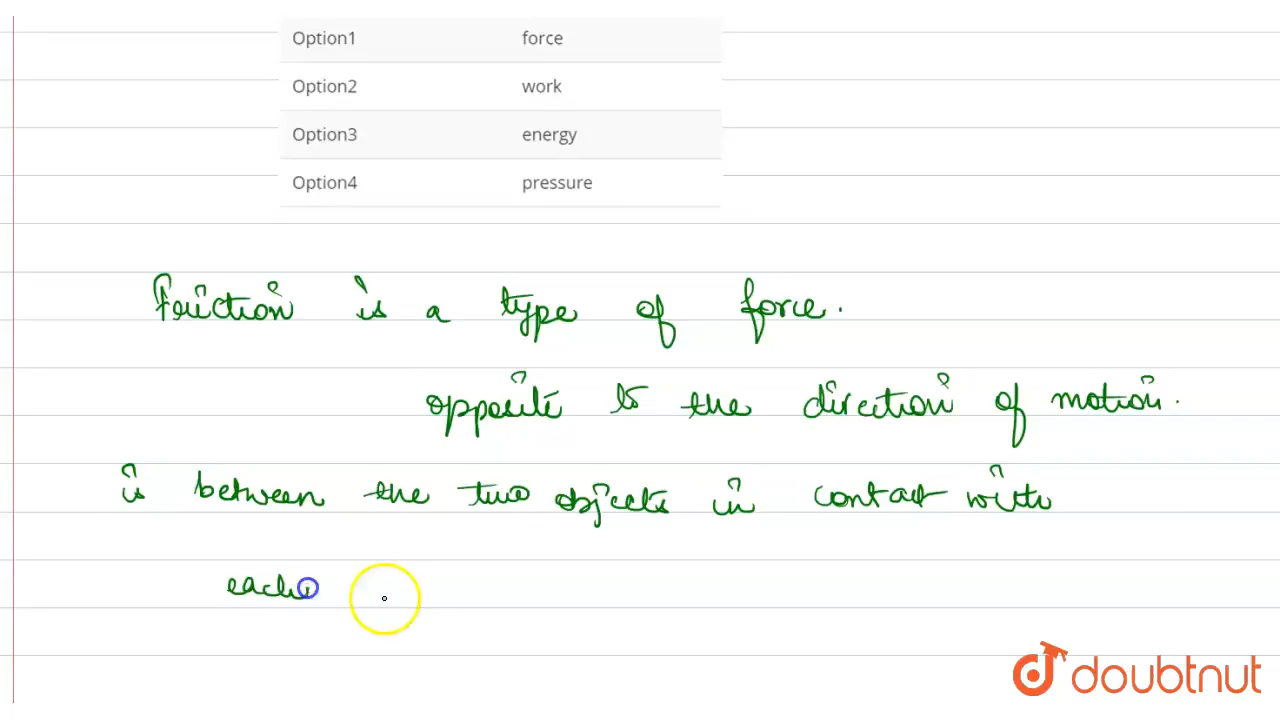 Option1 force
Option2 work
Option3 energy
Option4 pressure
Friction is a type of force.
opposite to the direction of motion.
is between the two objects in contact with
each
doubtnut